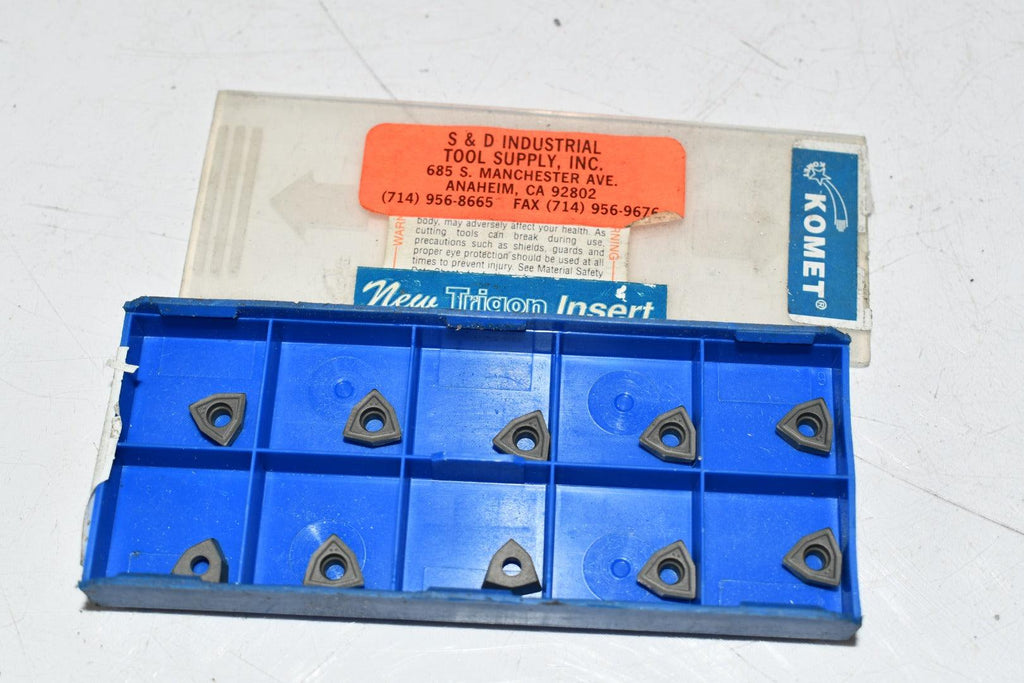 S & D INDUSTRIAL
TOOL SUPPLY, INC.
685 S. MANCHESTER AVE.
ANAHEIM, CA 92802
(714) 956-8665 FAX (714) 956-9676
body, may adversely affect your health. As
cutting tools can break during use,
precautions such as shields, guards and
proper eye protection should be used at all
times to prevent injury. See Material Safety
New Trigon Insert
KOMET®